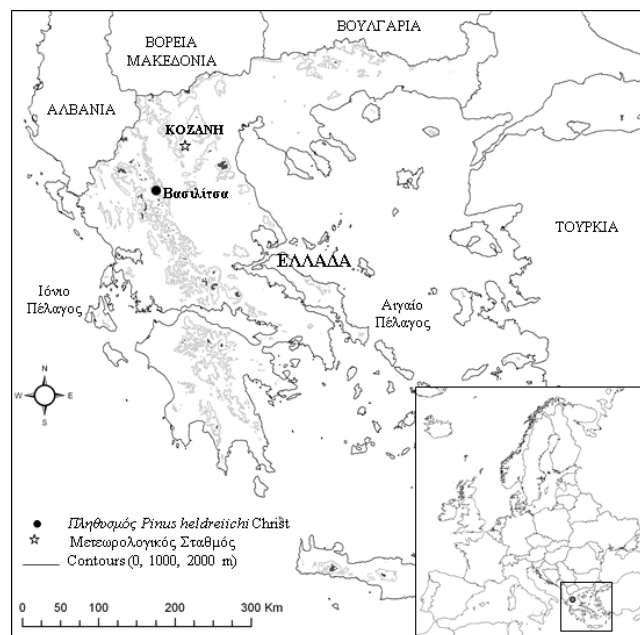 ΒΟΥΛΓΑΡΙΑ
ΒΟΡΕΙΑ
ΜΑΚΕΔΟΝΙΑ
ΑΛΒΑΝΙΑ
ΚΟΖΑΝΗ
Βασιλίτσα
ΤΟΥΡΚΙΑ
ΕΛΛΑΔΑ
Ιόνιο
Πέλαγος
Αιγαίο
Πέλαγος
N
W E
S
Πληθυσμός Pinus heldreiichi Christ
Μετεωρολογικός Σταθμός
Contours (0, 1000, 2000 m)
0 50 100 200 300 Km